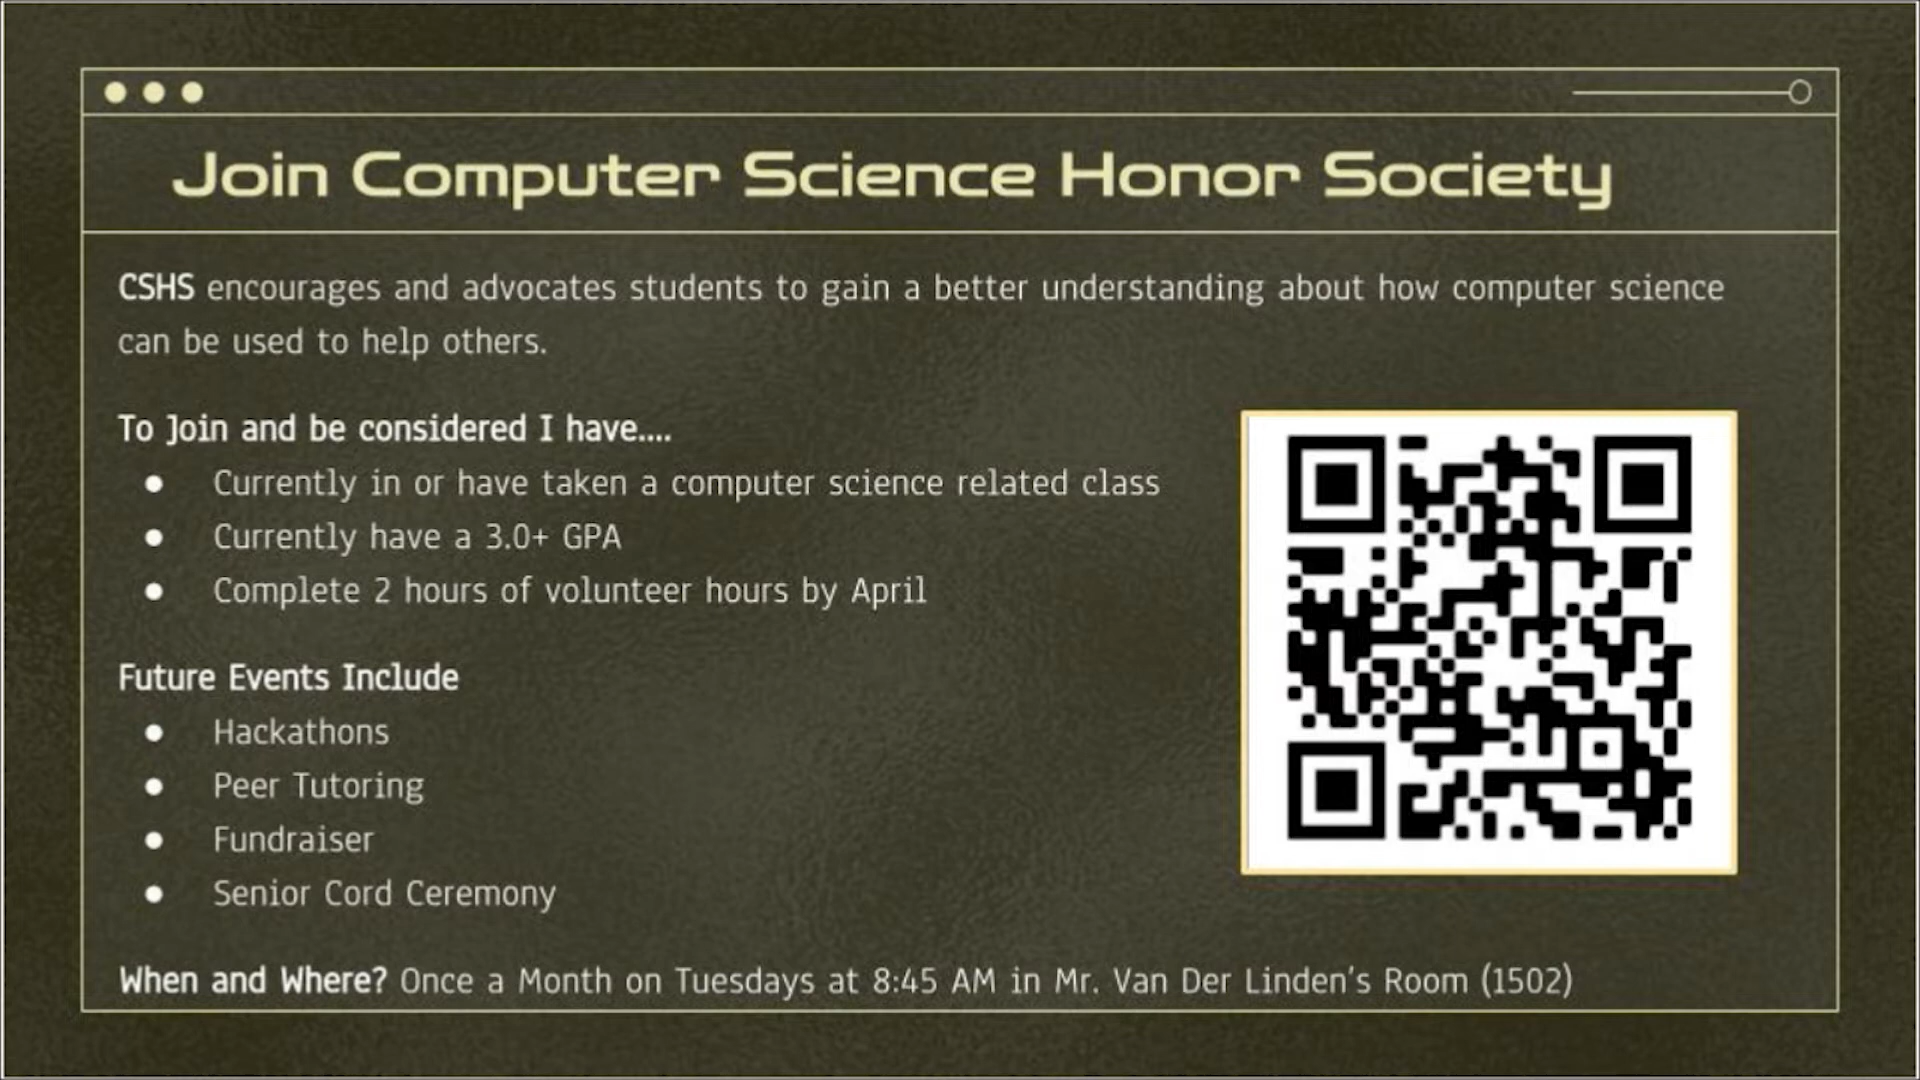 Join Computer Science Honor Society
CSHS encourages and advocates students to gain a better understanding about how computer science
can be used to help others.
To Join and be considered I have....
● Currently in or have taken a computer science related class
● Currently have a 3.0+ GPA
● Complete 2 hours of volunteer hours by April
Future Events Include
● Hackathons
● Peer Tutoring
● Fundraiser
● Senior Cord Ceremony
When and Where? Once a Month on Tuesdays at 8:45 AM in Mr. Van Der Linden's Room (1502)